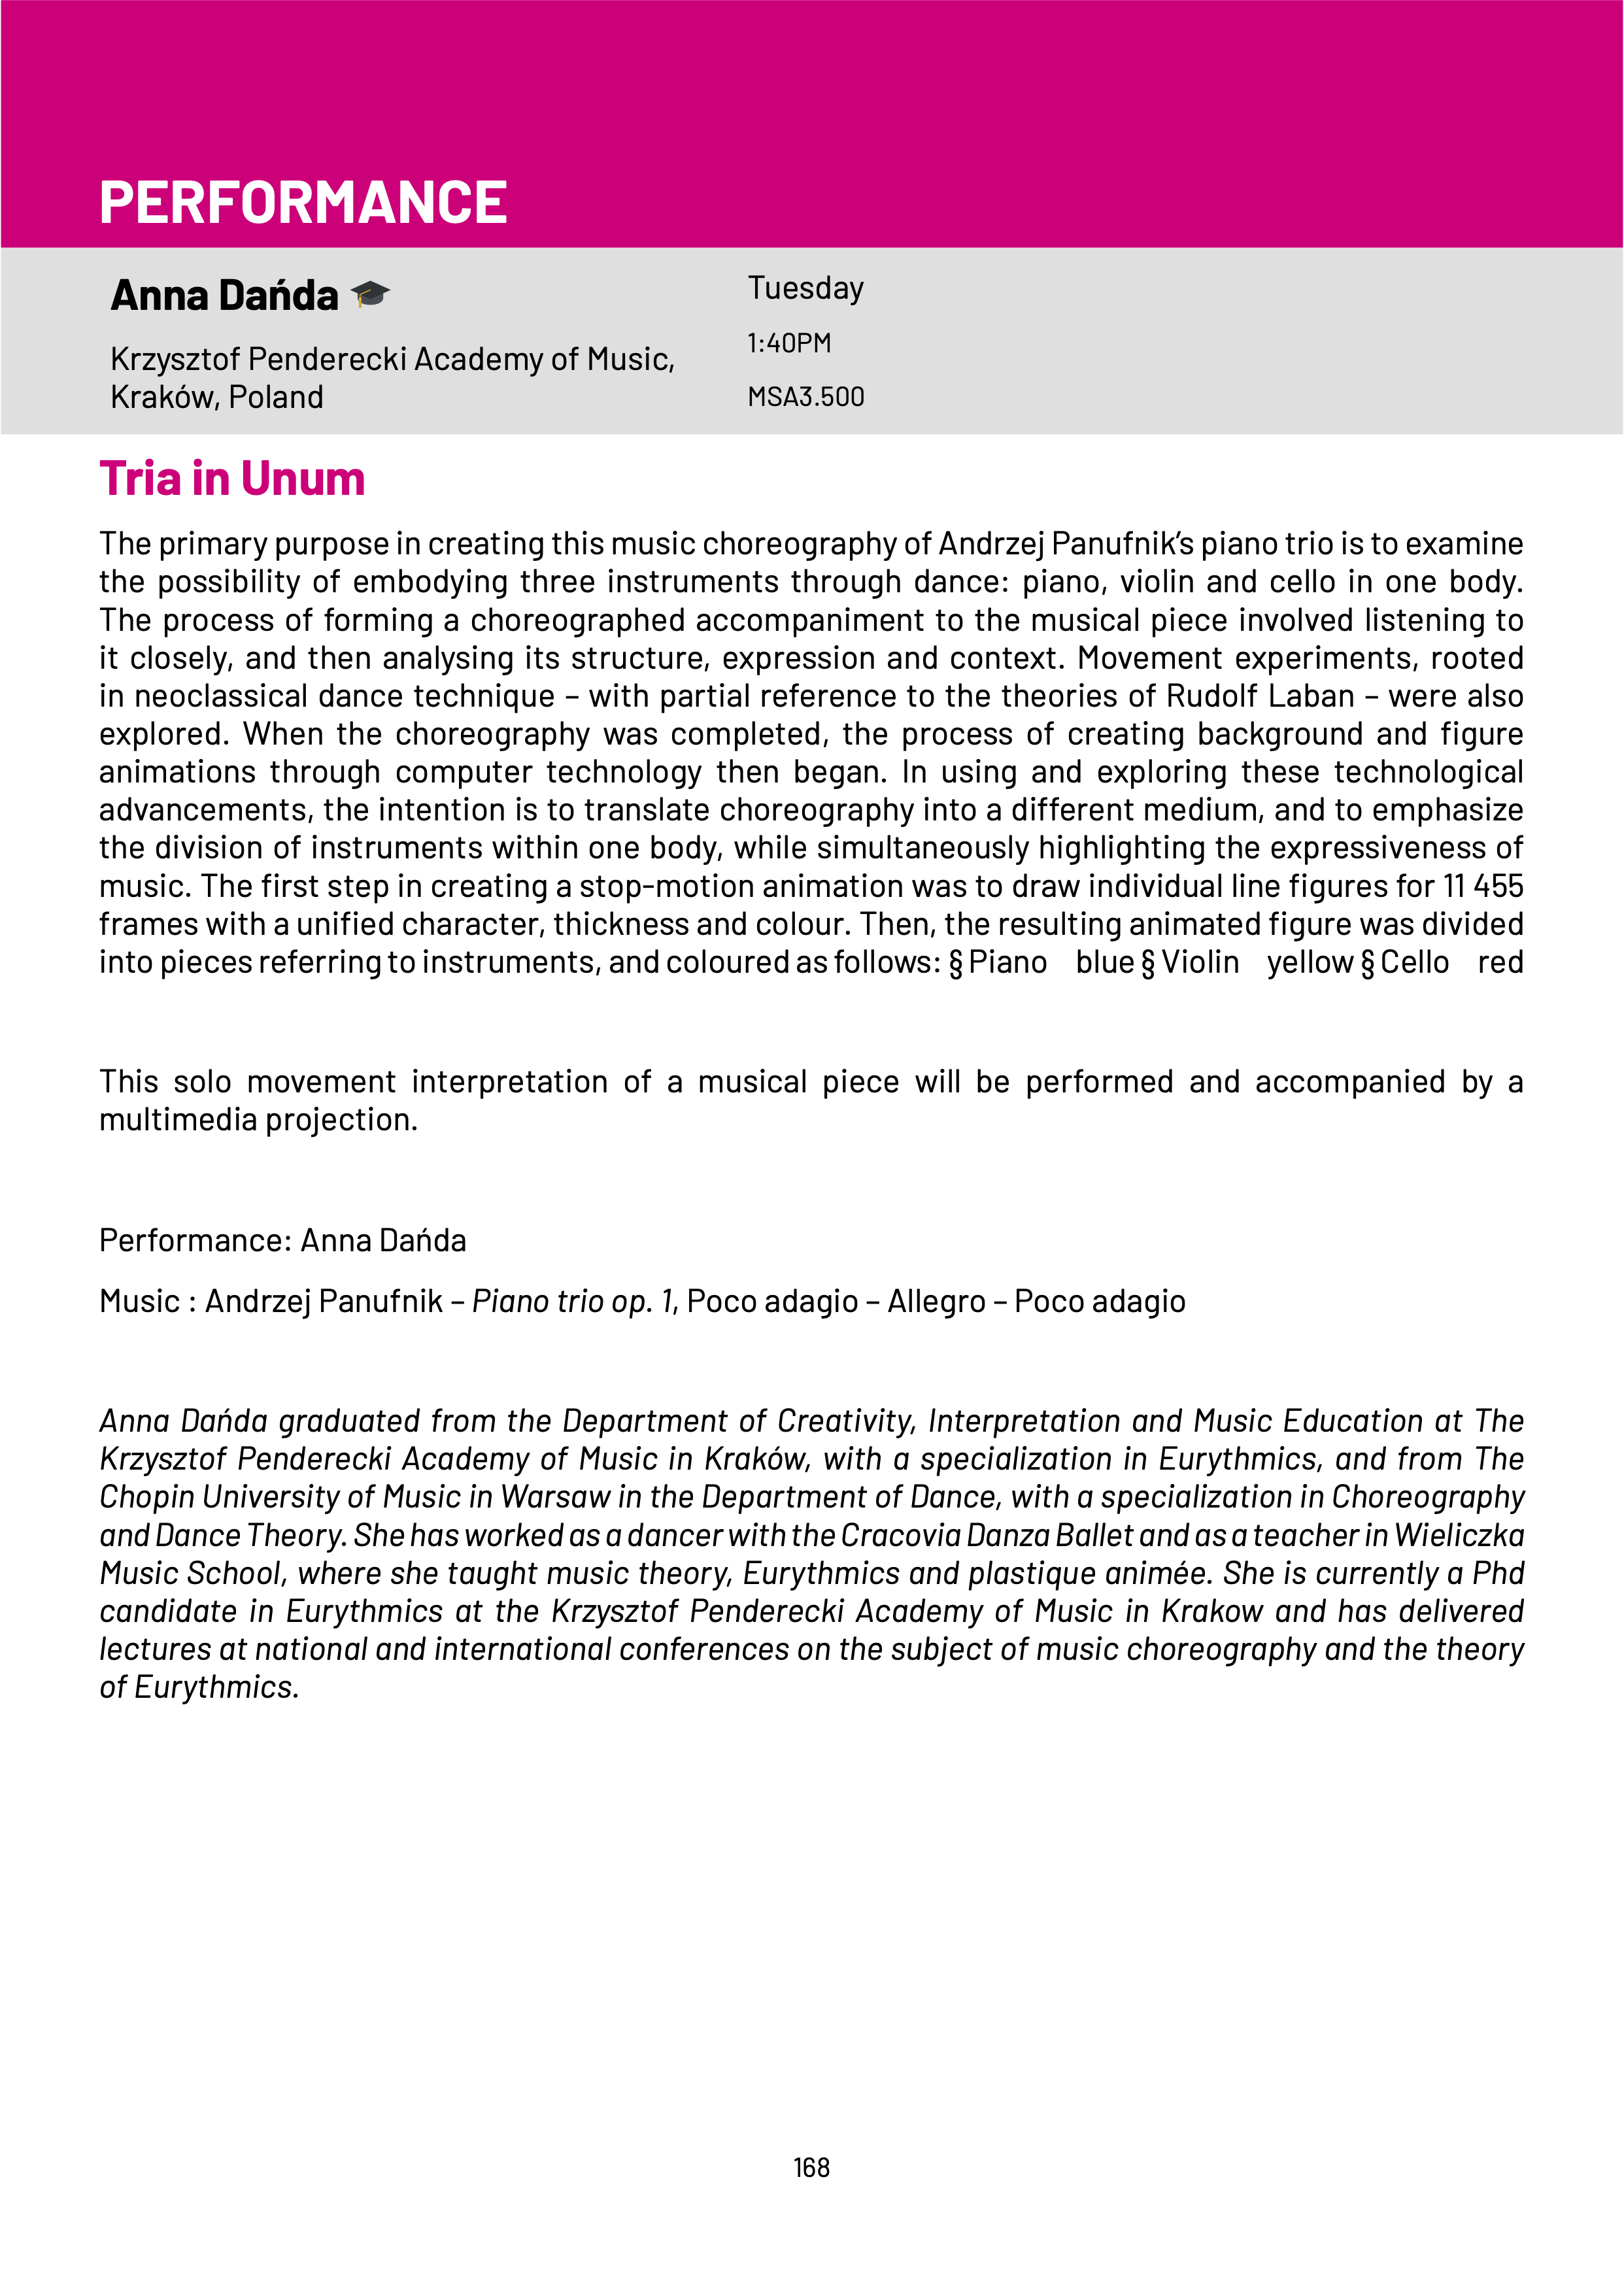 PERFORMANCE
Anna Dańda
Krzysztof Penderecki Academy of Music,
Kraków, Poland
Tuesday
1:40PM
MSA3.500
Tria in Unum
The primary purpose in creating this music choreography of Andrzej Panufnik’s piano trio is to examine
the possibility of embodying three instruments through dance: piano, violin and cello in one body.
The process of forming a choreographed accompaniment to the musical piece involved listening to
it closely, and then analysing its structure, expression and context. Movement experiments, rooted
in neoclassical dance technique – with partial reference to the theories of Rudolf Laban – were also
explored. When the choreography was completed, the process of creating background and figure
animations through computer technology then began. In using and exploring these technological
advancements, the intention is to translate choreography into a different medium, and to emphasize
the division of instruments within one body, while simultaneously highlighting the expressiveness of
music. The first step in creating a stop-motion animation was to draw individual line figures for 11 455
frames with a unified character, thickness and colour. Then, the resulting animated figure was divided
into pieces referring to instruments, and coloured as follows: § Piano blue § Violin yellow § Cello red
This solo movement interpretation of a musical piece will be performed and accompanied by a
multimedia projection.
Performance: Anna Dańda
Music : Andrzej Panufnik – Piano trio op. 1, Poco adagio – Allegro – Poco adagio
Anna Dańda graduated from the Department of Creativity, Interpretation and Music Education at The
Krzysztof Penderecki Academy of Music in Kraków, with a specialization in Eurythmics, and from The
Chopin University of Music in Warsaw in the Department of Dance, with a specialization in Choreography
and Dance Theory. She has worked as a dancer with the Cracovia Danza Ballet and as a teacher in Wieliczka
Music School, where she taught music theory, Eurythmics and plastique animée. She is currently a Phd
candidate in Eurythmics at the Krzysztof Penderecki Academy of Music in Krakow and has delivered
lectures at national and international conferences on the subject of music choreography and the theory
of Eurythmics.
168